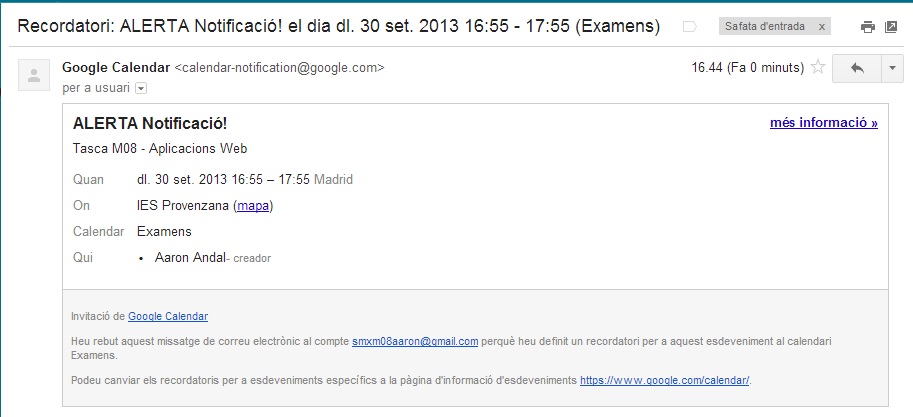 Recordatori: ALERTA Notificació! el dia dl. 30 set. 2013 16:55 - 17:55 (Examens) Safata d'entrada x
Google Calendar <calendar-notification@google.com> 16.44 (Fa 0 minuts)
per a usuari
ALERTA Notificació! més informació »
Tasca M08 - Aplicacions Web
Quan dl. 30 set. 2013 16:55 – 17:55 Madrid
On IES Provenzana (mapa)
Calendar Examens
Qui • Aaron Andal- creador
Invitació de Google Calendar
Heu rebut aquest missatge de correu electrònic al compte smxm08aaron@gmail.com perquè heu definit un recordatori per a aquest esdeveniment al calendari
Examens.
Podeu canviar els recordatoris per a esdeveniments específics a la pàgina d'informació d'esdeveniments https://www.google.com/calendar/.